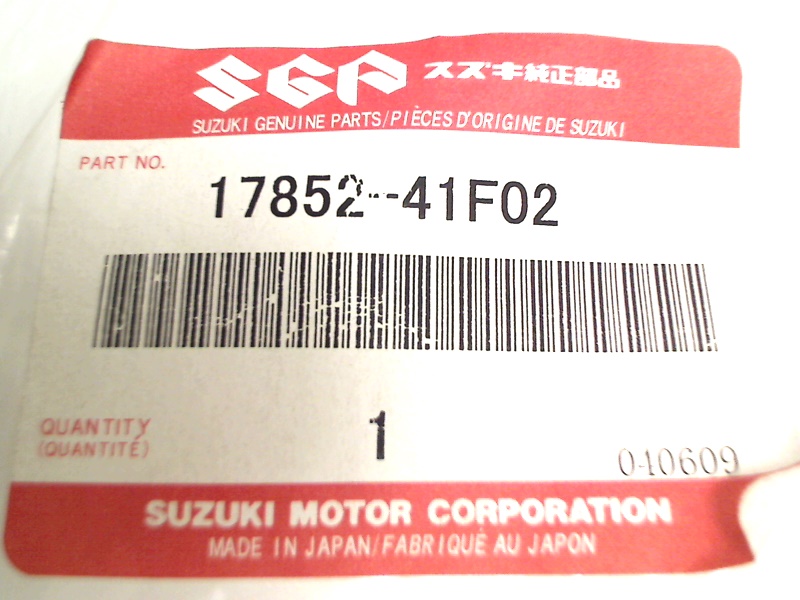 SGP スズキ純正部品
SUZUKI GENUINE PARTS/PIÈCES D'ORIGINE DE SUZUKI
PART NO.
17852-41F02
QUANTITY
(QUANTITÉ)
1
040609
SUZUKI MOTOR CORPORATION
MADE IN JAPAN/FABRIQUÉ AU JAPON